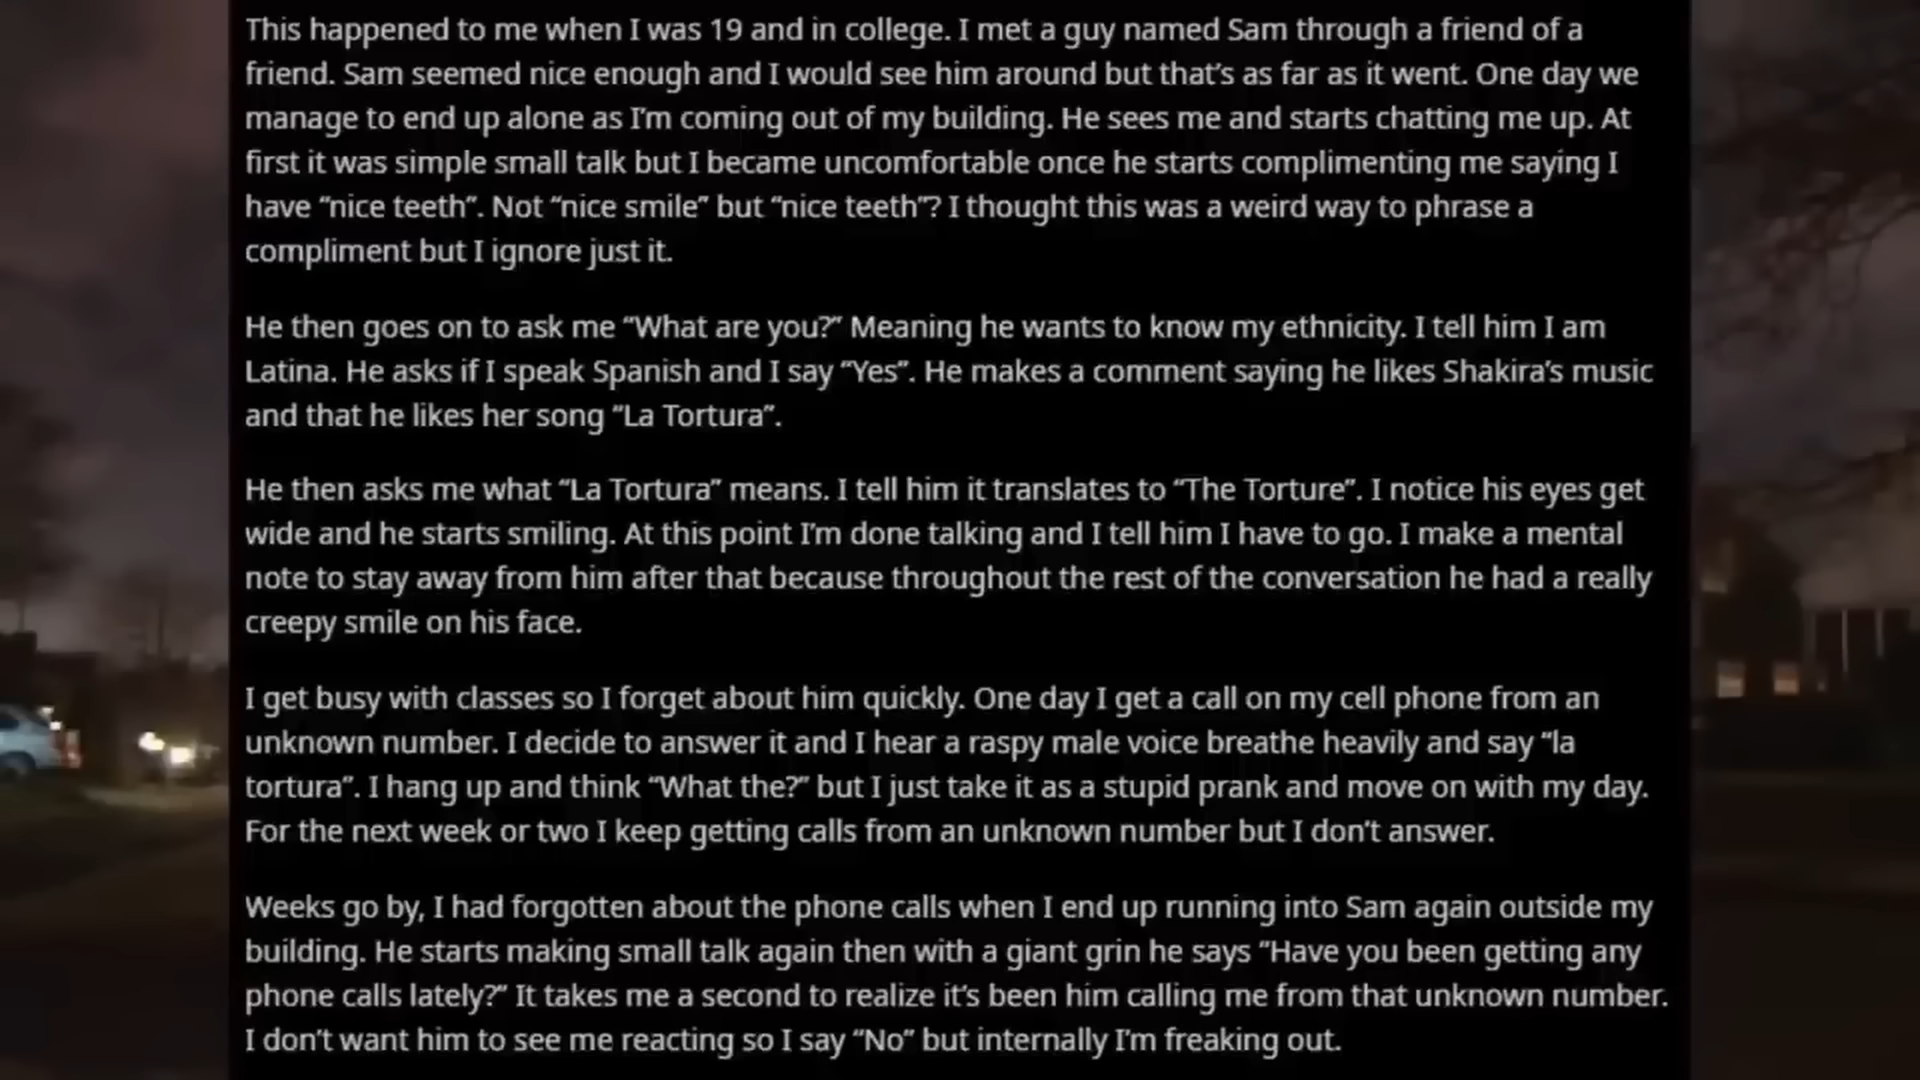 This happened to me when I was 19 and in college. I met a guy named Sam through a friend of a
friend. Sam seemed nice enough and I would see him around but that’s as far as it went. One day we
manage to end up alone as I’m coming out of my building. He sees me and starts chatting me up. At
first it was simple small talk but I became uncomfortable once he starts complimenting me saying I
have “nice teeth”. Not “nice smile” but “nice teeth”? I thought this was a weird way to phrase a
compliment but I ignore just it.
He then goes on to ask me “What are you?” Meaning he wants to know my ethnicity. I tell him I am
Latina. He asks if I speak Spanish and I say “Yes”. He makes a comment saying he likes Shakira’s music
and that he likes her song “La Tortura”.
He then asks me what “La Tortura” means. I tell him it translates to “The Torture”. I notice his eyes get
wide and he starts smiling. At this point I’m done talking and I tell him I have to go. I make a mental
note to stay away from him after that because throughout the rest of the conversation he had a really
creepy smile on his face.
I get busy with classes so I forget about him quickly. One day I get a call on my cell phone from an
unknown number. I decide to answer it and I hear a raspy male voice breathe heavily and say “la
tortura”. I hang up and think “What the?” but I just take it as a stupid prank and move on with my day.
For the next week or two I keep getting calls from an unknown number but I don’t answer.
Weeks go by, I had forgotten about the phone calls when I end up running into Sam again outside my
building. He starts making small talk again then with a giant grin he says “Have you been getting any
phone calls lately?” It takes me a second to realize it’s been him calling me from that unknown number.
I don’t want him to see me reacting so I say “No” but internally I’m freaking out.